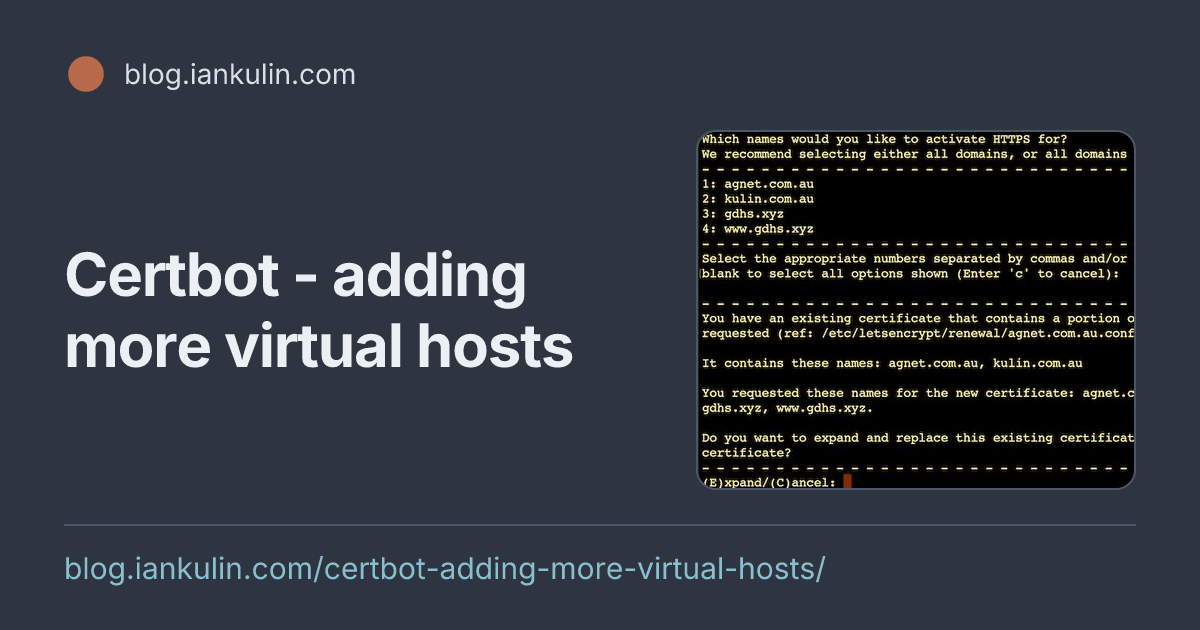 blog.iankulin.com
Certbot - adding
more virtual hosts
Which names would you like to activate HTTPS for?
We recommend selecting either all domains, or all domains
- - - - - - - - - - - - - - - - - - - - - - - - - - - - -
1: agnet.com.au
2: kulin.com.au
3: gdhs.xyz
4: www.gdhs.xyz
- - - - - - - - - - - - - - - - - - - - - - - - - - - - -
Select the appropriate numbers separated by commas and/or
blank to select all options shown (Enter 'c' to cancel):
- - - - - - - - - - - - - - - - - - - - - - - - - - - - -
You have an existing certificate that contains a portion o
requested (ref: /etc/letsencrypt/renewal/agnet.com.au.conf
It contains these names: agnet.com.au, kulin.com.au
You requested these names for the new certificate: agnet.c
gdhs.xyz, www.gdhs.xyz.
Do you want to expand and replace this existing certificat
certificate?
- - - - - - - - - - - - - - - - - - - - - - - - - - - - -
(E)xpand/(C)ancel:
blog.iankulin.com/certbot-adding-more-virtual-hosts/